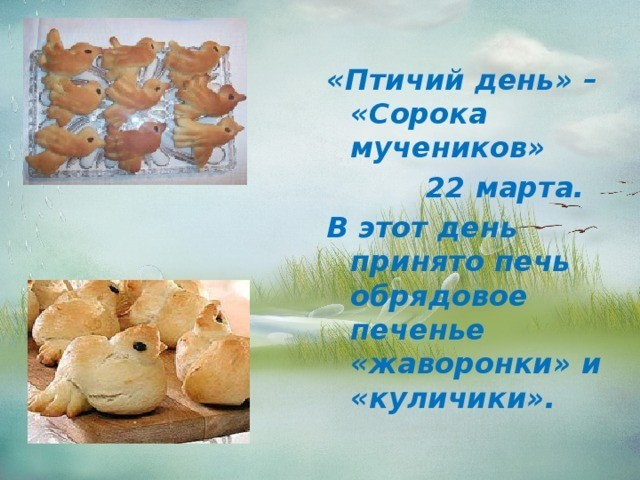 «Птичий день» –
«Сорока
мучеников»
22 марта.
В этот день
принято печь
обрядовое
печенье
«жаворонки» и
«куличики».